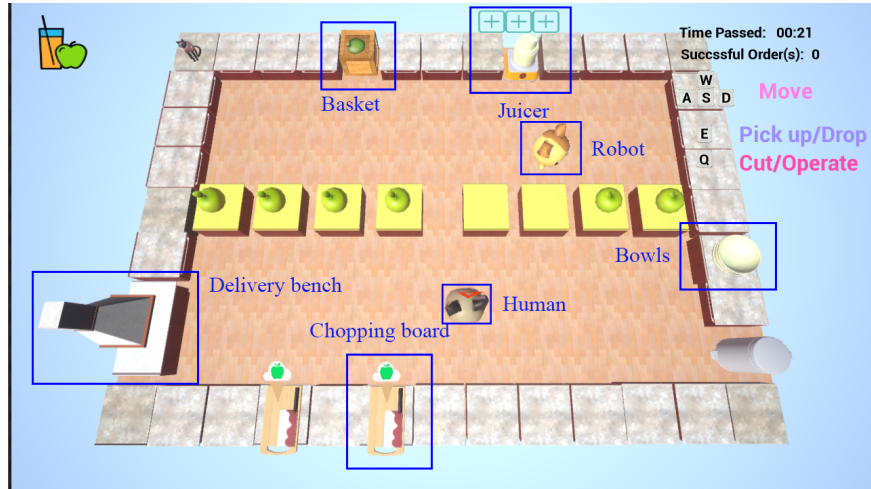 Time Passed: 00:21
Succssful Order(s): 0
W
A S D
Move
E
Pick up/Drop
Q
Cut/Operate
Basket
Juicer
Robot
Bowls
Delivery bench
Human
Chopping board